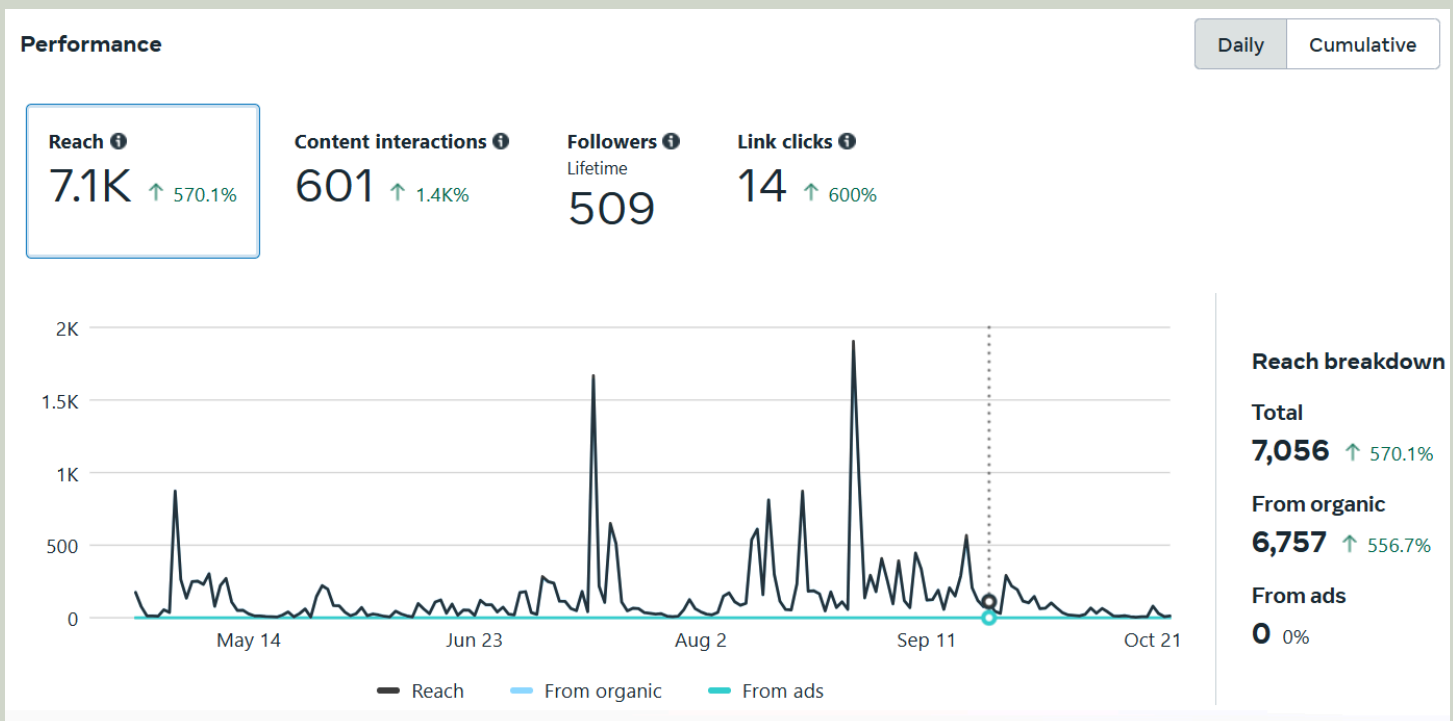 Performance
Daily Cumulative
Reach
7.1K ↑ 570.1%
Content interactions
601 ↑ 1.4K%
Followers
Lifetime
509
Link clicks
14 ↑ 600%
2K
1.5K
1K
500
0
May 14 Jun 23 Aug 2 Sep 11 Oct 21
Reach From organic From ads
Reach breakdown
Total
7,056 ↑ 570.1%
From organic
6,757 ↑ 556.7%
From ads
0 0%